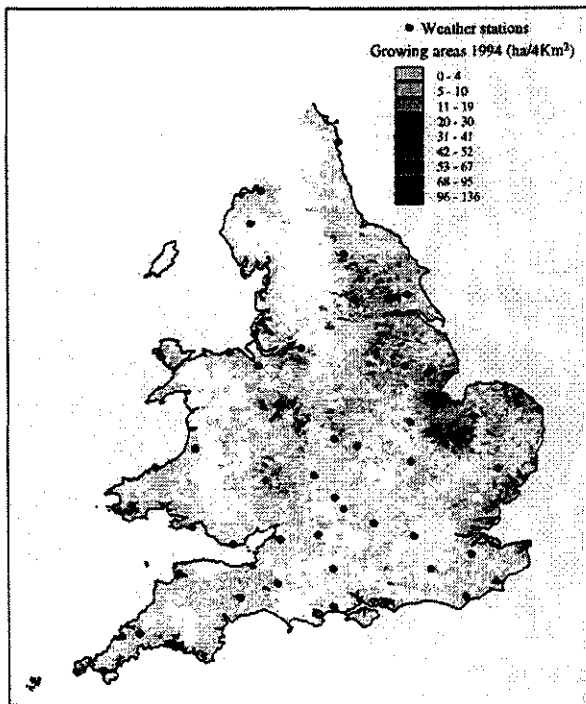 ● Weather stations
Growing areas 1994 (ha/4Km²)
0 - 4
5 - 10
11 - 19
20 - 30
31 - 41
42 - 52
53 - 67
68 - 95
96 - 136